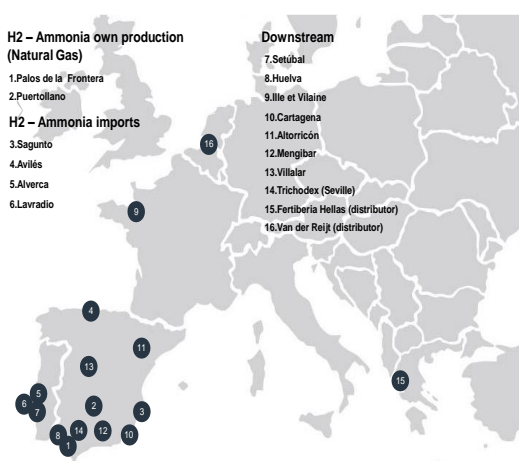 H2 – Ammonia own production
(Natural Gas)
1.Palos de la Frontera
2.Puertollano
H2 – Ammonia imports
3.Sagunto
4.Avilés
5.Alverca
6.Lavradio
Downstream
7.Setúbal
8.Huelva
9.Ille et Vilaine
10.Cartagena
11.Altorricón
12.Mengibar
13.Villalar
14.Trichodex (Seville)
15.Fertiberia Hellas (distributor)
16.Van der Reijt (distributor)
16
9
4
11
13
5
6
7
2
3
15
8
14
12
10
1